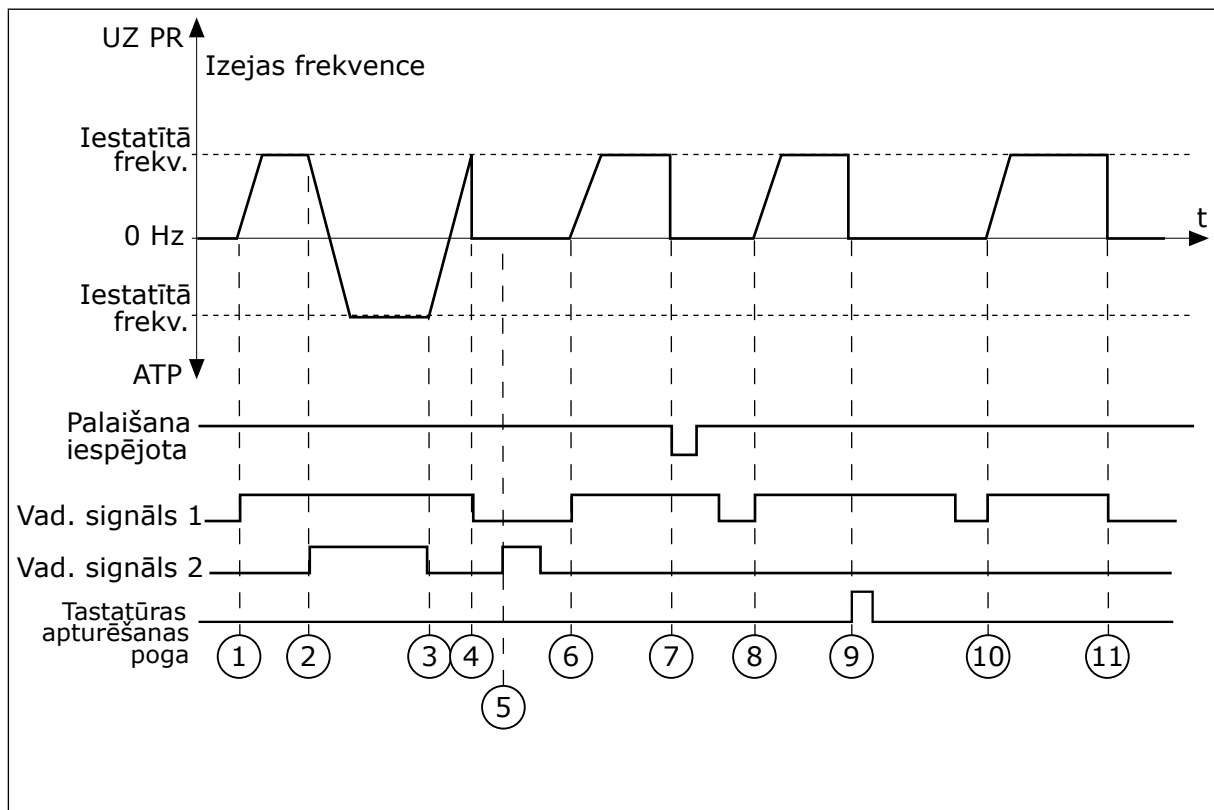 UZ PR
Izejas frekvence
Iestatītā
frekv.
0 Hz
t
Iestatītā
frekv.
ATP
Palaišana
iespējota
Vad. signāls 1
Vad. signāls 2
Tastatūras
apturēšanas
poga
1 2 3 4 6 7 8 9 10 11
5